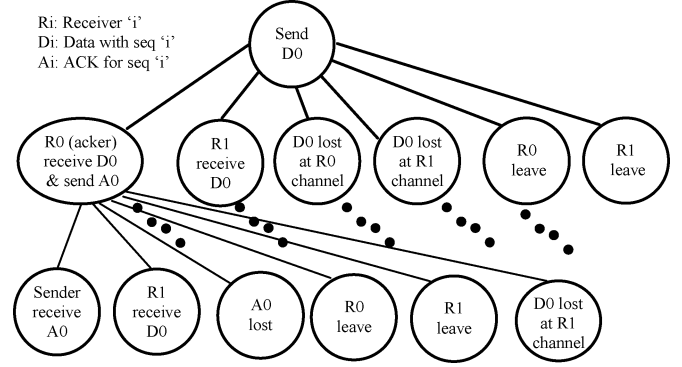 Ri: Receiver ‘i’
Di: Data with seq ‘i’
Ai: ACK for seq ‘i’
Send
D0
R0 (acker)
receive D0
& send A0
R1
receive
D0
D0 lost
at R0
channel
D0 lost
at R1
channel
R0
leave
R1
leave
Sender
receive
A0
R1
receive
D0
A0
lost
R0
leave
R1
leave
D0 lost
at R1
channel